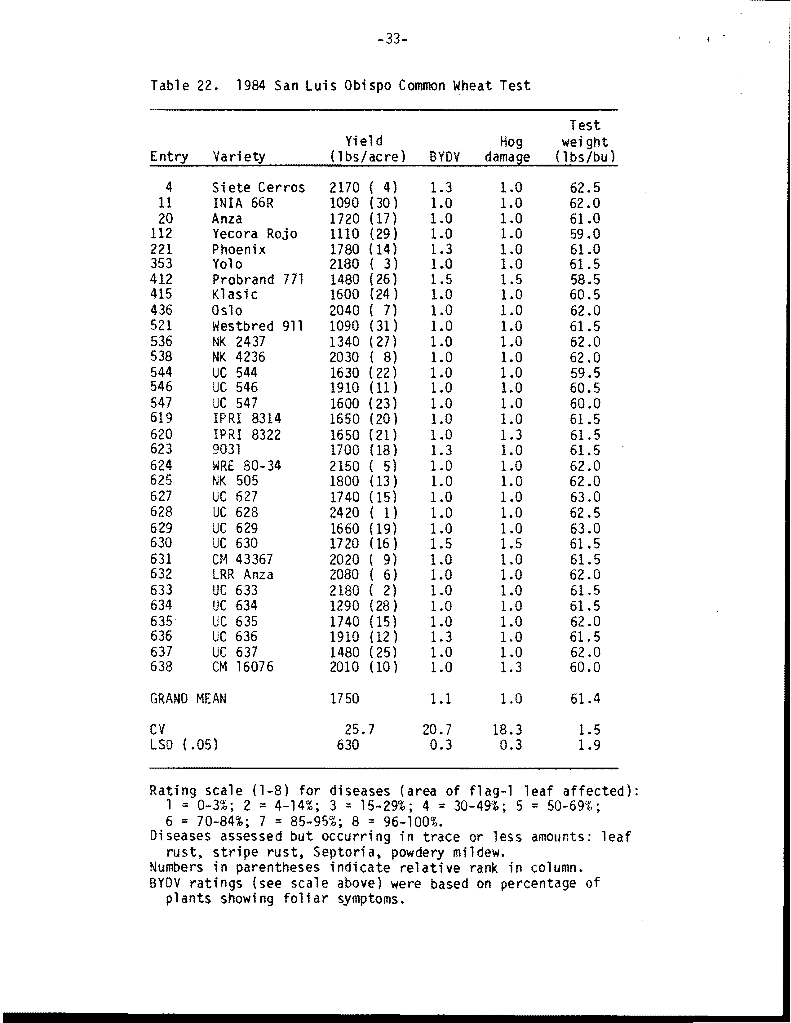 -33-
Table 22. 1984 San Luis Obispo Common Wheat Test
Test
Yield Hog weight
Entry Variety (lbs/acre) BYDV damage (lbs/bu)
4 Siete Cerros 2170 ( 4) 1.3 1.0 62.5
11 INIA 66R 1090 (30) 1.0 1.0 62.0
20 Anza 1720 (17) 1.0 1.0 61.0
112 Yecora Rojo 1110 (29) 1.0 1.0 59.0
221 Phoenix 1780 (14) 1.3 1.0 61.0
353 Yolo 2180 ( 3) 1.0 1.0 61.5
412 Probrand 771 1480 (26) 1.5 1.5 58.5
415 Klasic 1600 (24) 1.0 1.0 60.5
436 Oslo 2040 ( 7) 1.0 1.0 62.0
521 Westbred 911 1090 (31) 1.0 1.0 61.5
536 NK 2437 1340 (27) 1.0 1.0 62.0
538 NK 4236 2030 ( 8) 1.0 1.0 62.0
544 UC 544 1630 (22) 1.0 1.0 59.5
546 UC 546 1910 (11) 1.0 1.0 60.5
547 UC 547 1600 (23) 1.0 1.0 60.0
619 IPRI 8314 1650 (20) 1.0 1.0 61.5
620 IPRI 8322 1650 (21) 1.0 1.3 61.5
623 9031 1700 (18) 1.3 1.0 61.5
624 WRE 80-34 2150 ( 5) 1.0 1.0 62.0
625 NK 505 1800 (13) 1.0 1.0 62.0
627 UC 627 1740 (15) 1.0 1.0 63.0
628 UC 628 2420 ( 1) 1.0 1.0 62.5
629 UC 629 1660 (19) 1.0 1.0 63.0
630 UC 630 1720 (16) 1.5 1.5 61.5
631 CM 43367 2020 ( 9) 1.0 1.0 61.5
632 LRR Anza 2080 ( 6) 1.0 1.0 62.0
633 UC 633 2180 ( 2) 1.0 1.0 61.5
634 UC 634 1290 (28) 1.0 1.0 61.5
635 UC 635 1740 (15) 1.0 1.0 62.0
636 UC 636 1910 (12) 1.3 1.0 61.5
637 UC 637 1480 (25) 1.0 1.0 62.0
638 CM 16076 2010 (10) 1.0 1.3 60.0
GRAND MEAN 1750 1.1 1.0 61.4
CV 25.7 20.7 18.3 1.5
LSD (.05) 630 0.3 0.3 1.9
Rating scale (1-8) for diseases (area of flag-1 leaf affected):
1 = 0-3%; 2 = 4-14%; 3 = 15-29%; 4 = 30-49%; 5 = 50-69%;
6 = 70-84%; 7 = 85-95%; 8 = 96-100%.
Diseases assessed but occurring in trace or less amounts: leaf
rust, stripe rust, Septoria, powdery mildew.
Numbers in parentheses indicate relative rank in column.
BYDV ratings (see scale above) were based on percentage of
plants showing foliar symptoms.